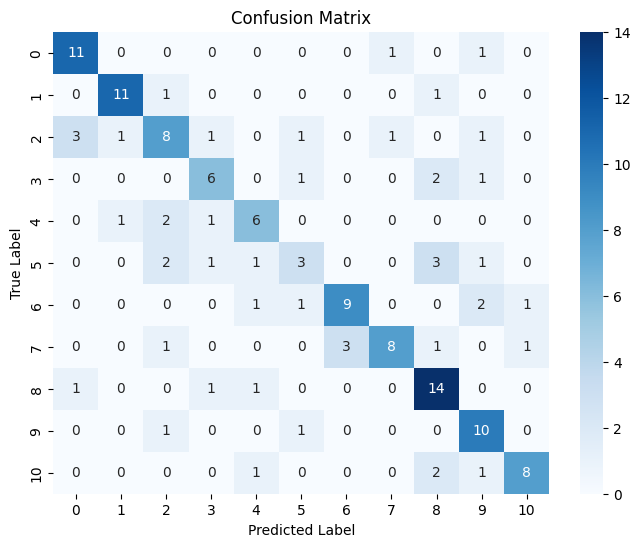 Confusion Matrix
True Label
0 11 0 0 0 0 0 0 1 0 1 0
1 0 11 1 0 0 0 0 0 1 0 0
2 3 1 8 1 0 1 0 1 0 1 0
3 0 0 0 6 0 1 0 0 2 1 0
4 0 1 2 1 6 0 0 0 0 0 0
5 0 0 2 1 1 3 0 0 3 1 0
6 0 0 0 0 1 1 9 0 0 2 1
7 0 0 1 0 0 0 3 8 1 0 1
8 1 0 0 1 1 0 0 0 14 0 0
9 0 0 1 0 0 1 0 0 0 10 0
10 0 0 0 0 1 0 0 0 2 1 8
0 1 2 3 4 5 6 7 8 9 10
Predicted Label
14
12
10
8
6
4
2
0